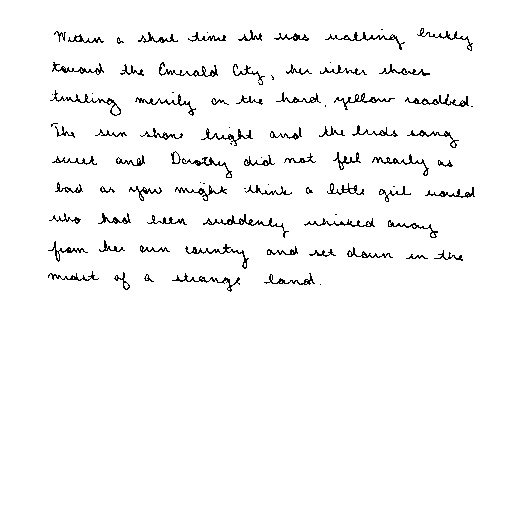 Within a short time she was walking briskly
toward the Emerald City, her silver shoes
tinkling merrily on the hard, yellow roadbed.
The sun shone bright and the birds sang
sweet and Dorothy did not feel nearly as
bad as you might think a little girl would
who had been suddenly whisked away
from her own country and set down in the
midst of a strange land.